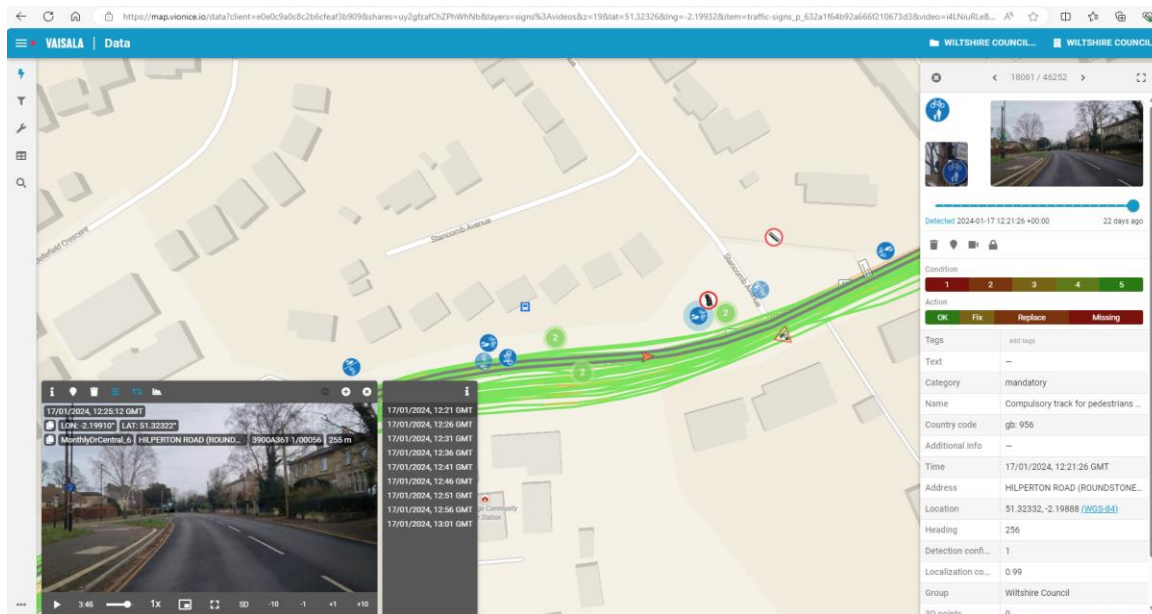 https://map.vionice.io/data?client=e0e0c9a0c8c2b6cfeaf3b909&shares=uy2gfzafChZPhWhNb&layers=signs%3Avideos&z=19&lat=51.32326&lng=-2.19932&item=traffic-signs_p_632a1f64b92a666f210673d3&video=i4LNiuRLe8...
VAISALA | Data
WILTSHIRE COUNCIL...
WILTSHIRE COUNCIL
Stancomb Avenue
Stancomb Avenue
2
2
2
Community
Station
17/01/2024, 12:25:12 GMT
LON: -2.19910° LAT: 51.32322°
MonthlyDrCentral_6 HILPERTON ROAD (ROUND... 3900A361 1/00056 255 m
3:46 1x SD -10 -1 +1 +10
17/01/2024, 12:21 GMT
17/01/2024, 12:26 GMT
17/01/2024, 12:31 GMT
17/01/2024, 12:36 GMT
17/01/2024, 12:41 GMT
17/01/2024, 12:46 GMT
17/01/2024, 12:51 GMT
17/01/2024, 12:56 GMT
17/01/2024, 13:01 GMT
18061 / 46252
Detected 2024-01-17 12:21:26 +00:00 22 days ago
Condition
1 2 3 4 5
Action
OK Fix Replace Missing
Tags add tags
Text –
Category mandatory
Name Compulsory track for pedestrians ...
Country code gb: 956
Additional info –
Time 17/01/2024, 12:21:26 GMT
Address HILPERTON ROAD (ROUNDSTONE...
Location 51.32332, -2.19888 (WGS-84)
Heading 256
Detection confi... 1
Localization co... 0.99
Group Wiltshire Council
3D points 0